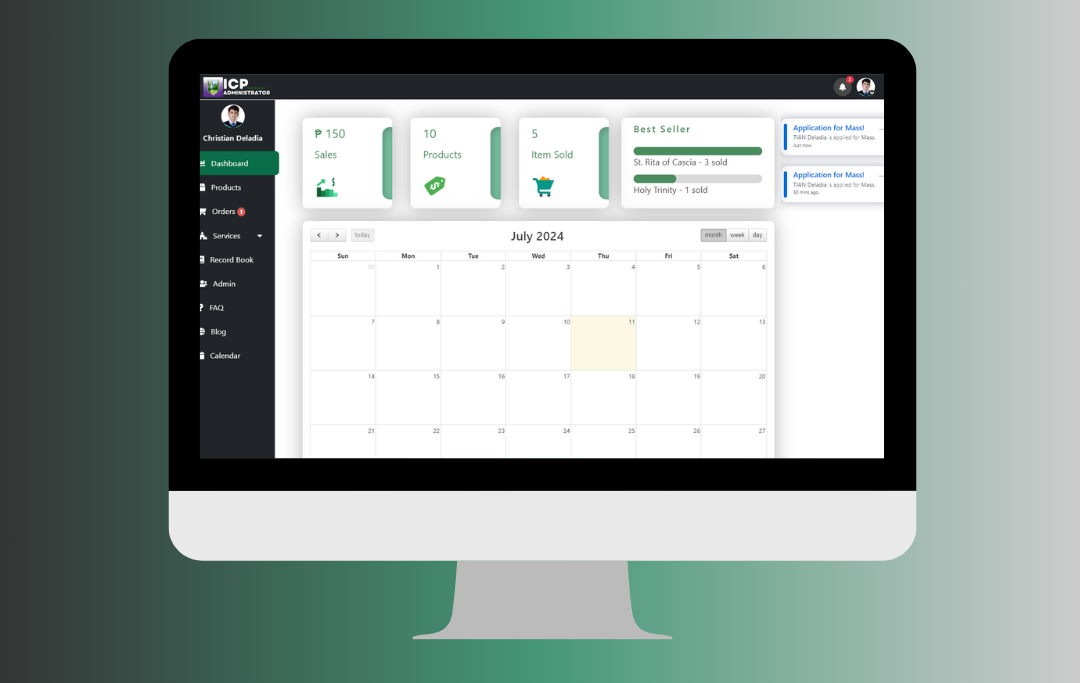 ICP
ADMINISTRATOR
2
Christian Deladia
Dashboard
Products
Orders 1
Services
Record Book
Admin
FAQ
Blog
Calendar
₱ 150
Sales
10
Products
5
Item Sold
Best Seller
St. Rita of Cascia - 3 sold
Holy Trinity - 1 sold
Application for Mass!
TIAN Deladia is applied for Mass.
Just now.
Application for Mass!
TIAN Deladia is applied for Mass.
50 mins ago.
< > today
July 2024
month week day
Sun Mon Tue Wed Thu Fri Sat
30 1 2 3 4 5 6
7 8 9 10 11 12 13
14 15 16 17 18 19 20
21 22 23 24 25 26 27